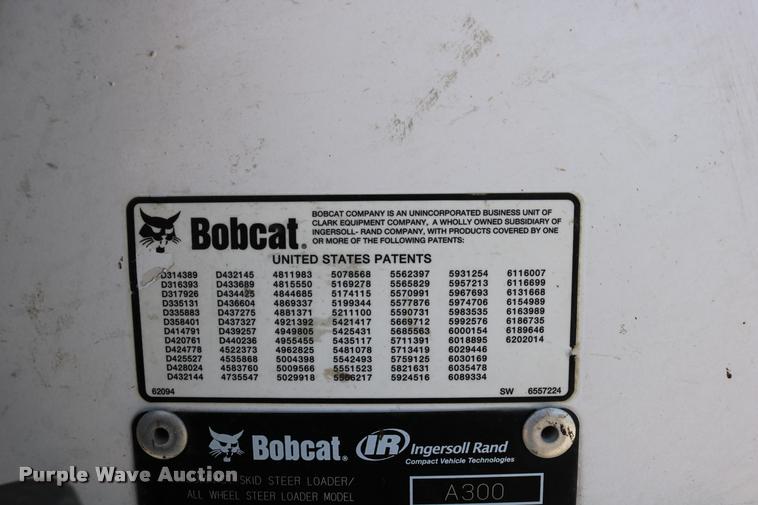 Bobcat.
BOBCAT COMPANY IS AN UNINCORPORATED BUSINESS UNIT OF
CLARK EQUIPMENT COMPANY, A WHOLLY OWNED SUBSIDIARY OF
INGERSOLL- RAND COMPANY, WITH PRODUCTS COVERED BY ONE
OR MORE OF THE FOLLOWING PATENTS:
UNITED STATES PATENTS
D314389 D432145 4811983 5078568 5562397 5931254 6116007
D316393 D433689 4815550 5169278 5565829 5957213 6116699
D317926 D434425 4844685 5174115 5570991 5967693 6131668
D335131 D436604 4869337 5199344 5577876 5974706 6154989
D335883 D437275 4881371 5211100 5590731 5983535 6163989
D358401 D437327 4921392 5421417 5669712 5992576 6186735
D414791 D439257 4949805 5425431 5685563 6000154 6189646
D420761 D440236 4955455 5435117 5711391 6018895 6202014
D424778 4522373 4962825 5481078 5713419 6029446
D425527 4535868 5004398 5542493 5759125 6030169
D428024 4583760 5009566 5551523 5821631 6035478
D432144 4735547 5029918 5556217 5924516 6089334
62094 SW 6557224
Bobcat. IR Ingersoll Rand
Compact Vehicle Technologies
SKID STEER LOADER/
ALL WHEEL STEER LOADER MODEL A300
Purple Wave Auction